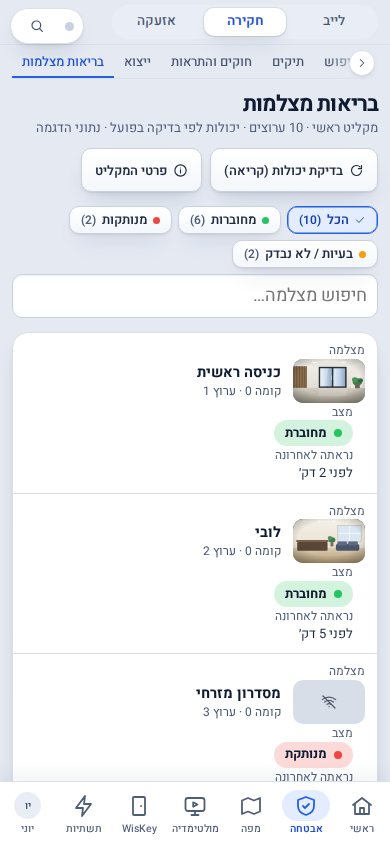 לייב
חקירה
אזעקה
חיפוש תיקים חוקים והתראות ייצוא בריאות מצלמות
בריאות מצלמות
מקליט ראשי · 10 ערוצים · יכולות לפי בדיקה בפועל · נתוני הדגמה
בדיקת יכולות (קריאה)
פרטי המקליט
הכל (10)
מחוברות (6)
מנותקות (2)
בעיות / לא נבדק (2)
חיפוש מצלמה...
מצלמה
כניסה ראשית
קומה 0 · ערוץ 1
מצב
מחוברת
נראתה לאחרונה
לפני 2 דק׳
מצלמה
לובי
קומה 0 · ערוץ 2
מצב
מחוברת
נראתה לאחרונה
לפני 5 דק׳
מצלמה
מסדרון מזרחי
קומה 0 · ערוץ 3
מצב
מנותקת
נראתה לאחרונה
ראשי
אבטחה
מפה
מולטימדיה
WisKey
תשתיות
יו
יוני